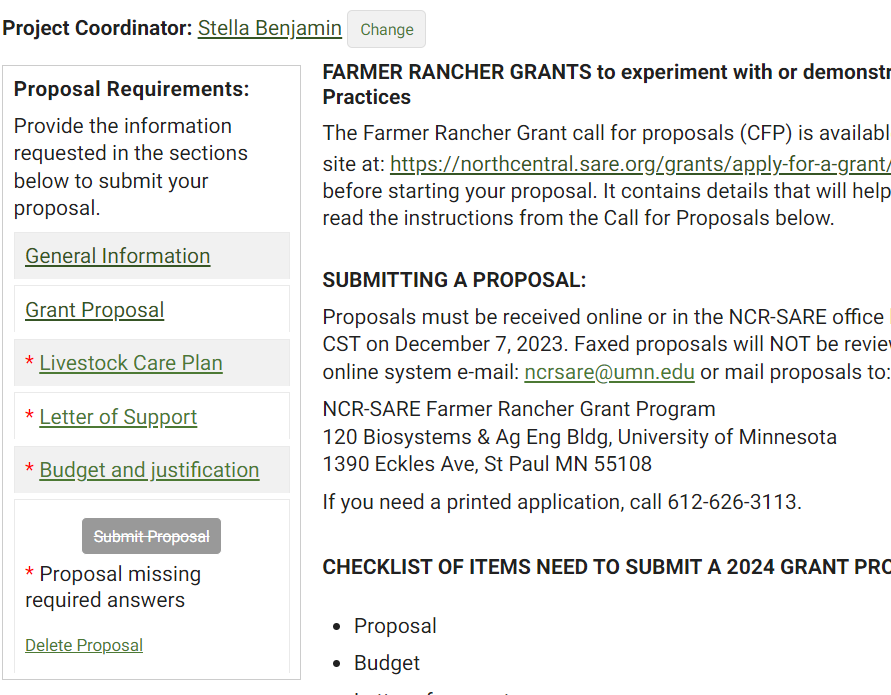 Project Coordinator: Stella Benjamin Change
Proposal Requirements:
Provide the information
requested in the sections
below to submit your
proposal.
General Information
Grant Proposal
* Livestock Care Plan
* Letter of Support
* Budget and justification
Submit Proposal
* Proposal missing
required answers
Delete Proposal
FARMER RANCHER GRANTS to experiment with or
Practices
The Farmer Rancher Grant call for proposals (CFP) is
site at: https://northcentral.sare.org/grants/apply-for-a-grant/
before starting your proposal. It contains details that will help
read the instructions from the Call for Proposals below.
SUBMITTING A PROPOSAL:
Proposals must be received online or in the NCR-SARE office
CST on December 7, 2023. Faxed proposals will NOT be
online system e-mail: ncrsare@umn.edu or mail proposals to:
NCR-SARE Farmer Rancher Grant Program
120 Biosystems & Ag Eng Bldg, University of Minnesota
1390 Eckles Ave, St Paul MN 55108
If you need a printed application, call 612-626-3113.
CHECKLIST OF ITEMS NEED TO SUBMIT A 2024 GRANT
• Proposal
• Budget